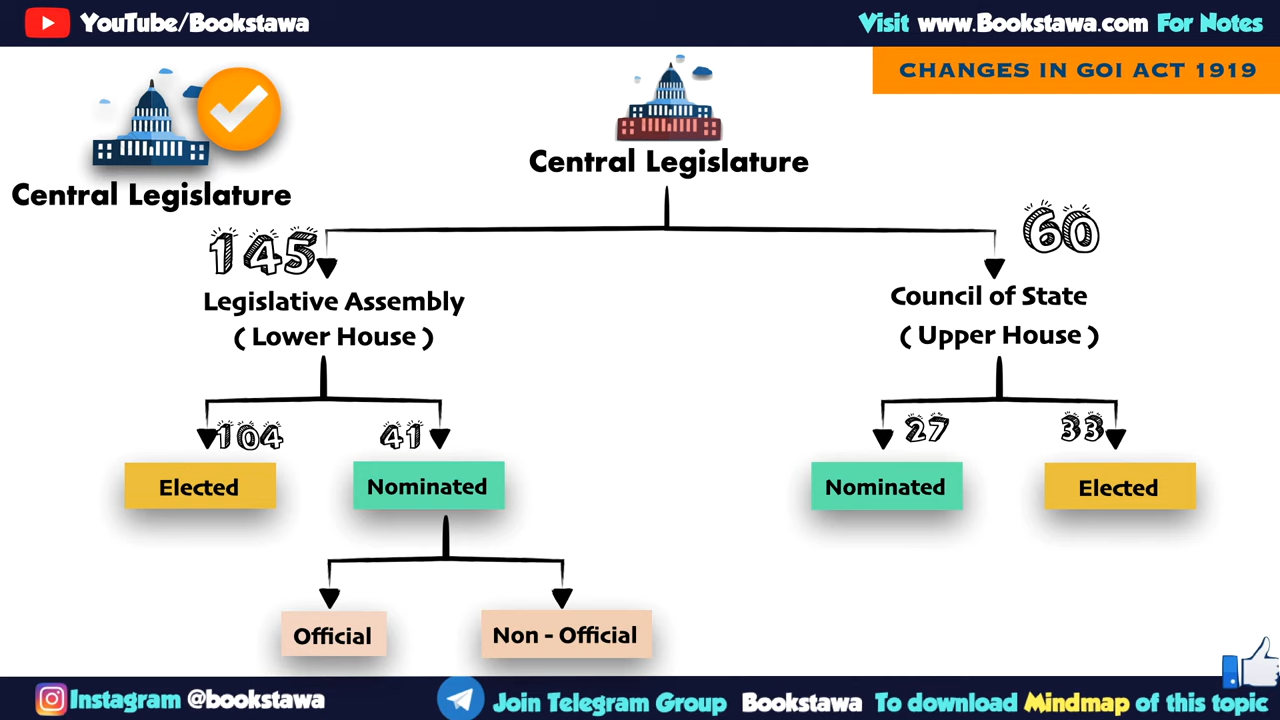 YouTube/Bookstawa
Visit www.Bookstawa.com For Notes
CHANGES IN GOI ACT 1919
Central Legislature
Central Legislature
145
60
Legislative Assembly
( Lower House )
Council of State
( Upper House )
104
41
27
33
Elected
Nominated
Nominated
Elected
Official
Non - Official
Instagram @bookstawa
Join Telegram Group Bookstawa To download Mindmap of this topic